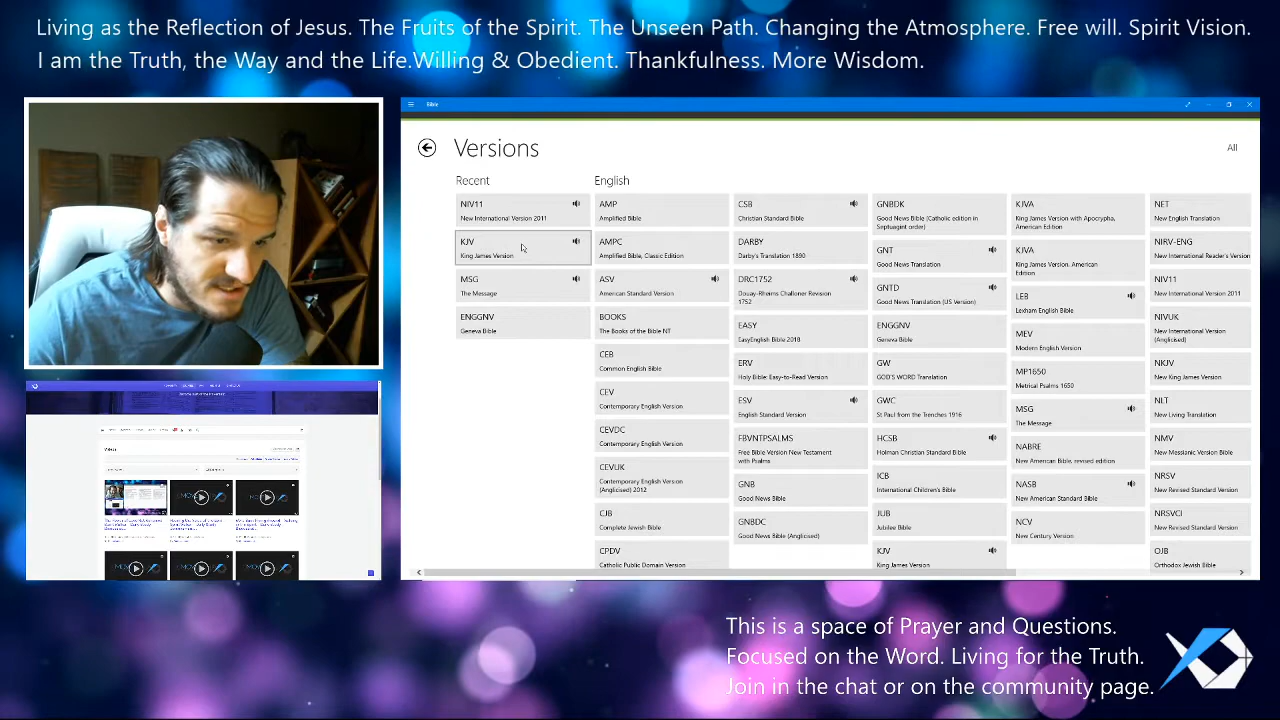 Living as the Reflection of Jesus. The Fruits of the Spirit. The Unseen Path. Changing the Atmosphere. Free will. Spirit Vision.
I am the Truth, the Way and the Life.Willing & Obedient. Thankfulness. More Wisdom.
Bible
Versions
All
Recent
NIV11
New International Version 2011
KJV
King James Version
MSG
The Message
ENGGNV
Geneva Bible
English
AMP
Amplified Bible
AMPC
Amplified Bible, Classic Edition
ASV
American Standard Version
BOOKS
The Books of the Bible NT
CEB
Common English Bible
CEV
Contemporary English Version
CEVDC
Contemporary English Version
CEVUK
Contemporary English Version
(Anglicised) 2012
CJB
Complete Jewish Bible
CPDV
Catholic Public Domain Version
CSB
Christian Standard Bible
DARBY
Darby's Translation 1890
DRC1752
Douay-Rheims Challoner Revision
1752
EASY
EasyEnglish Bible 2018
ERV
Holy Bible: Easy-to-Read Version
ESV
English Standard Version
FBVNTPSALMS
Free Bible Version New Testament
with Psalms
GNB
Good News Bible
GNBDC
Good News Bible (Anglicised)
GNBDK
Good News Bible (Catholic edition in
Septuagint order)
GNT
Good News Translation
GNTD
Good News Translation (US Version)
ENGGNV
Geneva Bible
GW
GOD'S WORD Translation
GWC
St Paul from the Trenches 1916
HCSB
Holman Christian Standard Bible
ICB
International Children's Bible
JUB
Jubilee Bible
KJV
King James Version
KJVA
King James Version with Apocrypha,
American Edition
KJVA
King James Version, American
Edition
LEB
Lexham English Bible
MEV
Modern English Version
MP1650
Metrical Psalms 1650
MSG
The Message
NABRE
New American Bible, revised edition
NASB
New American Standard Bible
NCV
New Century Version
NET
New English Translation
NIRV-ENG
New International Reader's Version
NIV11
New International Version 2011
NIVUK
New International Version
(Anglicised)
NKJV
New King James Version
NLT
New Living Translation
NMV
New Messianic Version Bible
NRSV
New Revised Standard Version
NRSVCI
New Revised Standard Version
OJB
Orthodox Jewish Bible
Videos
This is a space of Prayer and Questions.
Focused on the Word. Living for the Truth.
Join in the chat or on the community page.